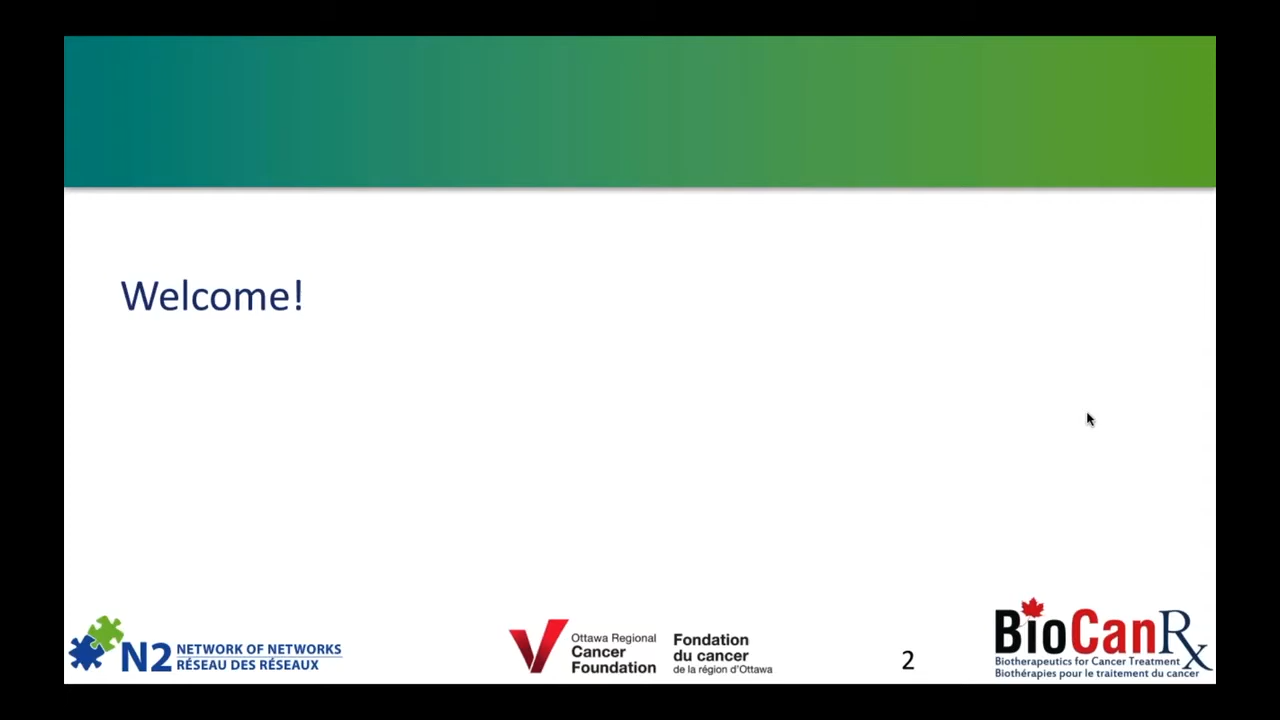 Welcome!
N2 NETWORK OF NETWORKS
RÉSEAU DES RÉSEAUX
Ottawa Regional
Cancer
Foundation
Fondation
du cancer
de la région d'Ottawa
2
BioCanRx
Biotherapeutics for Cancer Treatment
Biothérapies pour le traitement du cancer